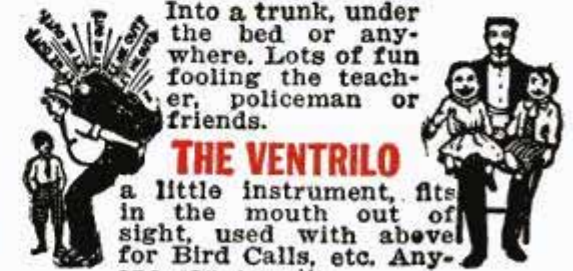 Into a trunk, under
the bed or any-
where. Lots of fun
fooling the teach-
er, policeman or
friends.
THE VENTRILO
a little instrument, fits
in the mouth out of
sight, used with above
for Bird Calls, etc. Any-